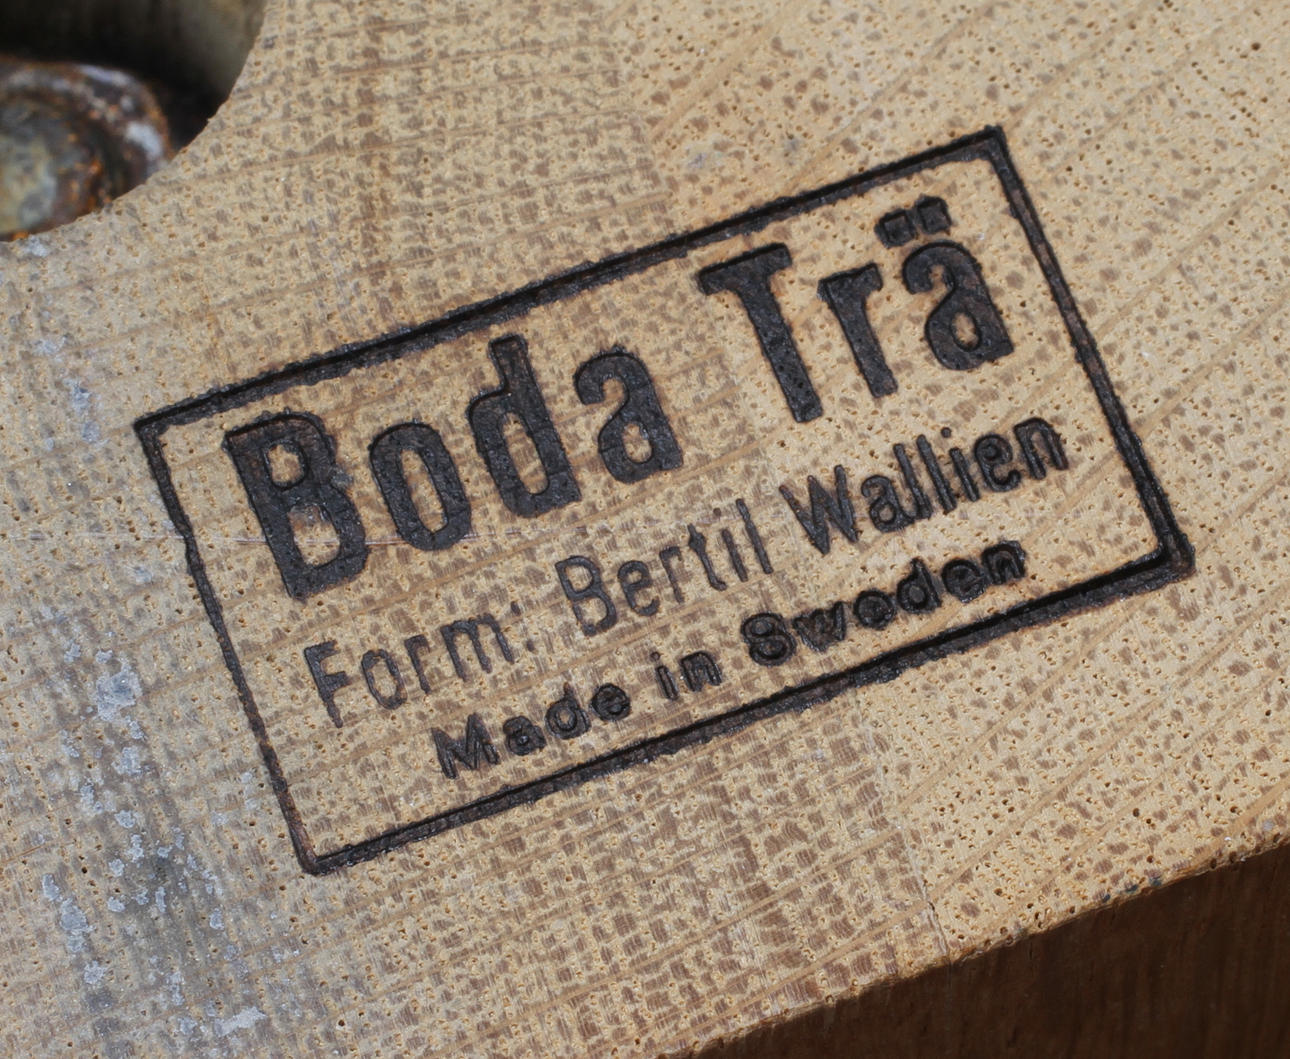 Boda Trä
Form: Bertil Wallien
Made in Sweden